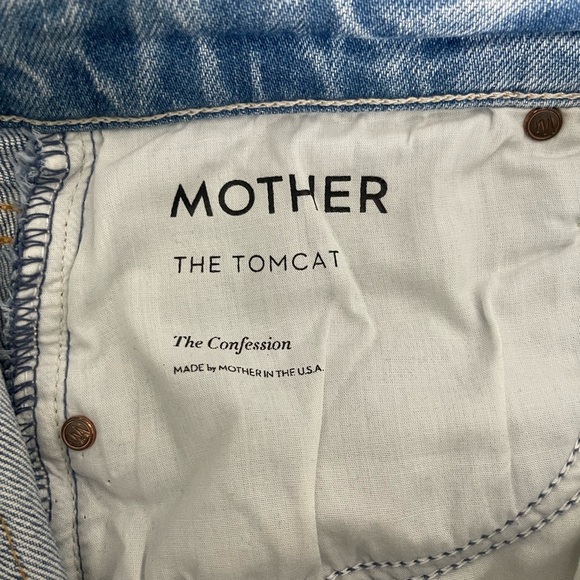 MOTHER
THE TOMCAT
The Confession
MADE by MOTHER IN THE U.S.A.